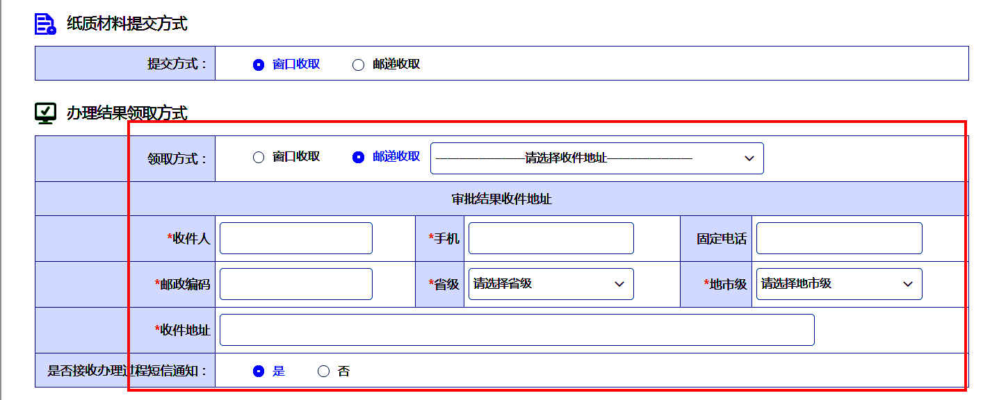 纸质材料提交方式
提交方式： 窗口收取 邮递收取
办理结果领取方式
领取方式： 窗口收取 邮递收取 ---------------------请选择收件地址---------------------
审批结果收件地址
*收件人 *手机 固定电话
*邮政编码 *省级 请选择省级 *地市级 请选择地市级
*收件地址
是否接收办理过程短信通知： 是 否